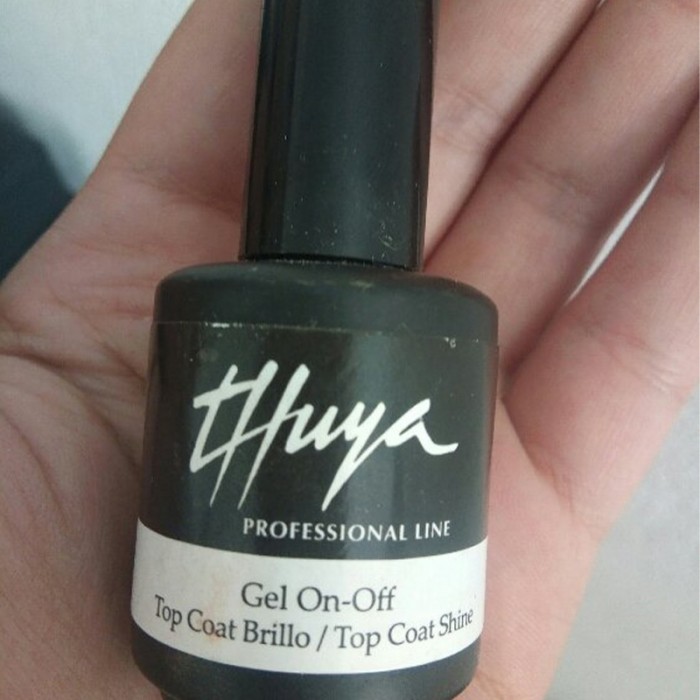 thuya
PROFESSIONAL LINE
Gel On-Off
Top Coat Brillo / Top Coat Shine